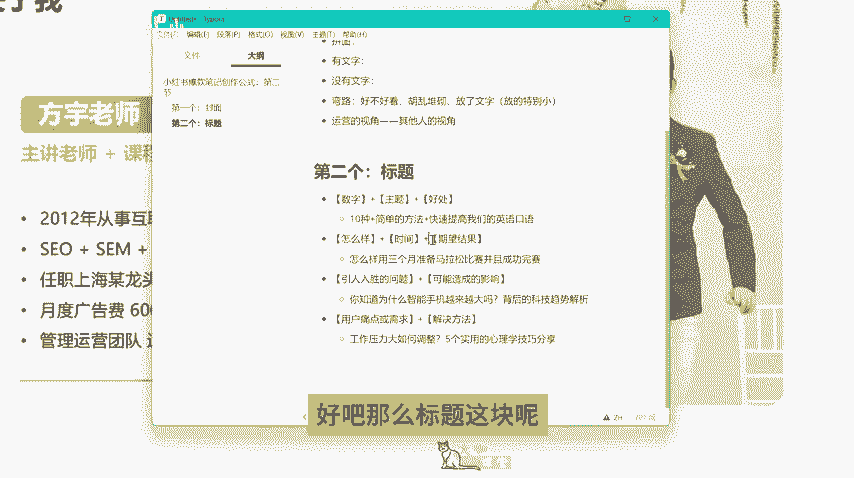 方宇老师
主讲老师 + 课程
2012年从事互联
SEO + SEM +
任职上海某龙头
月度广告费 600
管理运营团队
文件(F) 编辑(E) 段落(P) 格式(O) 视图(V) 主题(T) 帮助(H)
文件 大纲
小红书爆款笔记创作公式：第二节
第一个：封面
第二个：标题
拼图：
有文字：
没有文字：
弯路：好不好看、胡乱堆砌、放了文字（放的特别小）
运营的视角——其他人的视角
第二个：标题
【数字】+【主题】+【好处】
10种+简单的方法+快速提高我们的英语口语
【怎么样】+【时间】+【期望结果】
怎么样用三个月准备马拉松比赛并且成功完赛
【引人入胜的问题】+【可能造成的影响】
你知道为什么智能手机越来越大吗？背后的科技趋势解析
【用户痛点或需求】+【解决方法】
工作压力大如何调整？5个实用的心理学技巧分享
好吧那么标题这块呢